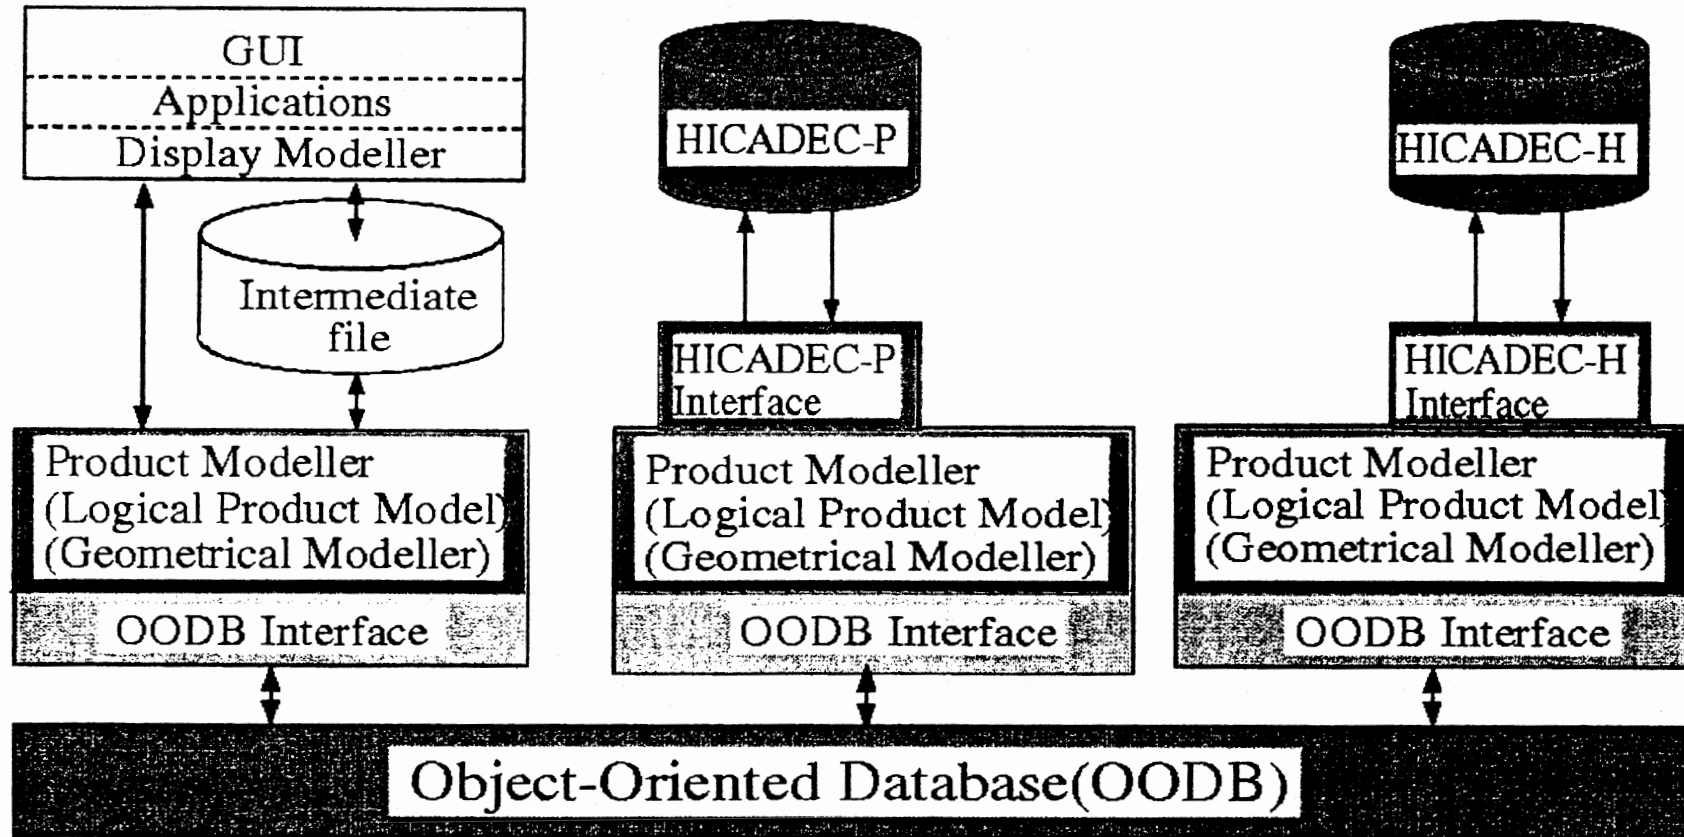 GUI
Applications
Display Modeller
Intermediate
file
Product Modeller
(Logical Product Model)
(Geometrical Modeller)
OODB Interface
HICADEC-P
HICADEC-P
Interface
Product Modeller
(Logical Product Model)
(Geometrical Modeller)
OODB Interface
HICADEC-H
HICADEC-H
Interface
Product Modeller
(Logical Product Model)
(Geometrical Modeller)
OODB Interface
Object-Oriented Database(OODB)